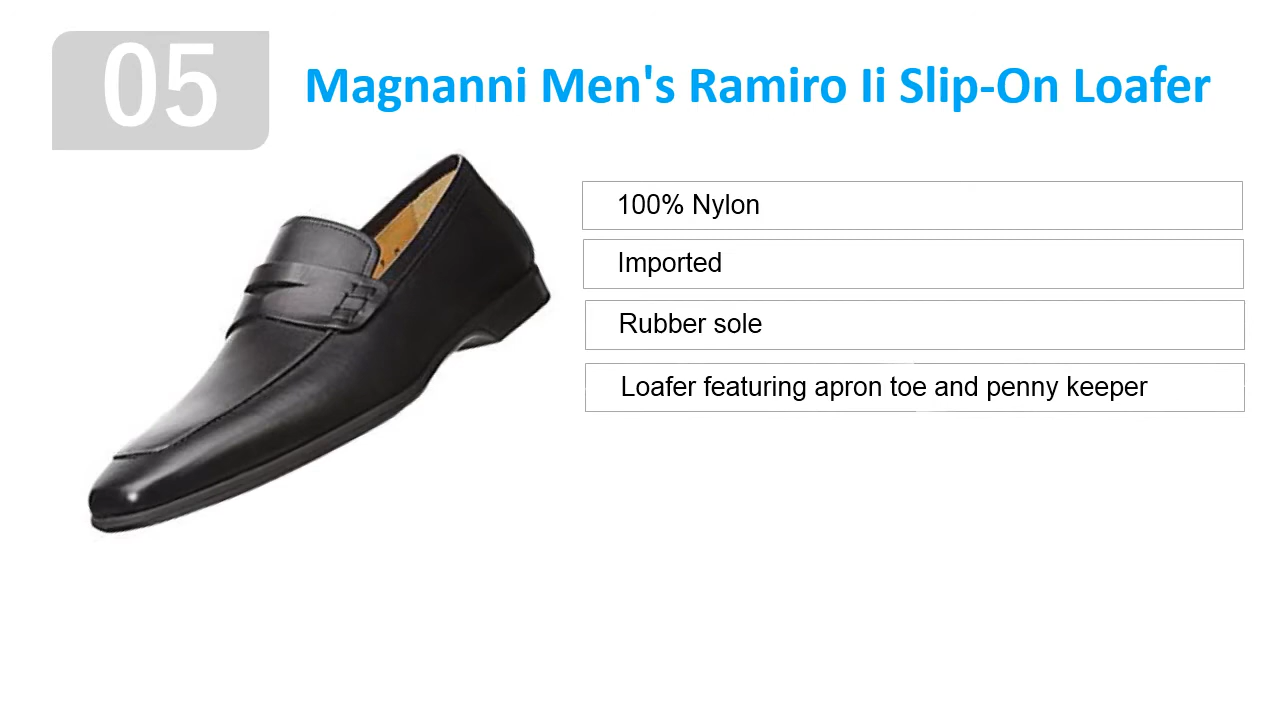 05
Magnanni Men's Ramiro Ii Slip-On Loafer
100% Nylon
Imported
Rubber sole
Loafer featuring apron toe and penny keeper